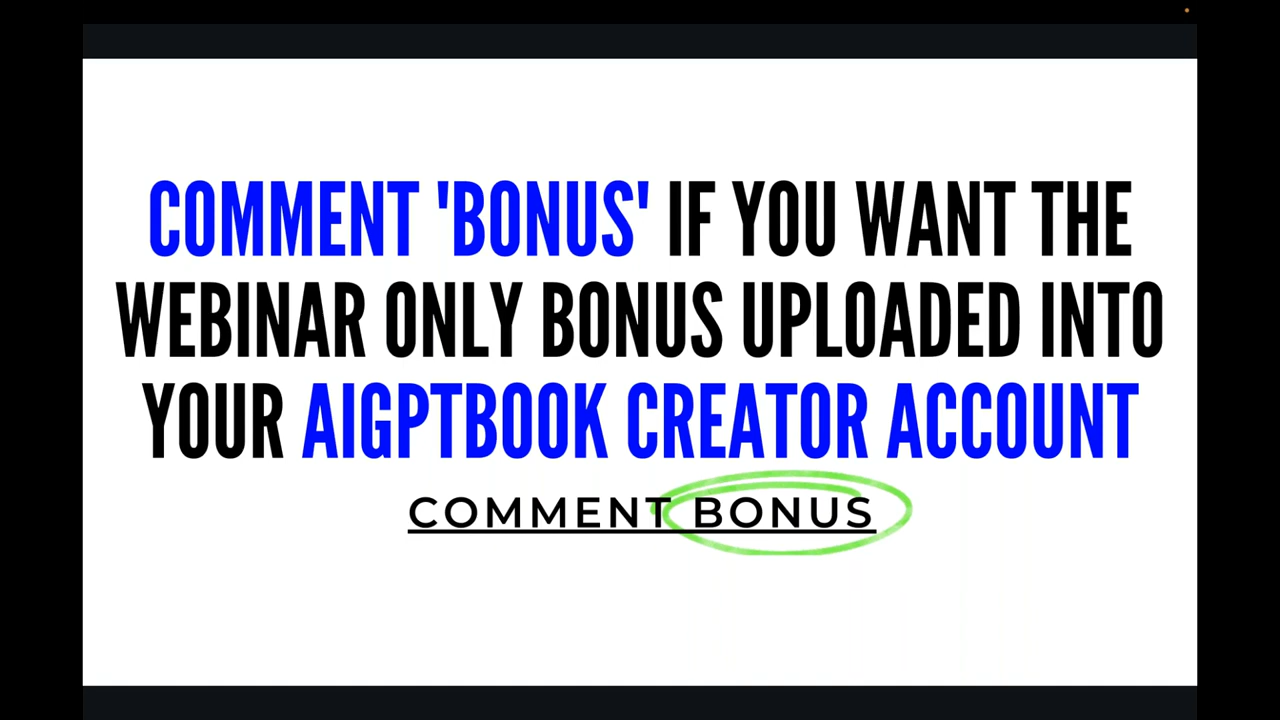 COMMENT 'BONUS' IF YOU WANT THE
WEBINAR ONLY BONUS UPLOADED INTO
YOUR AIGPTBOOK CREATOR ACCOUNT
COMMENT BONUS